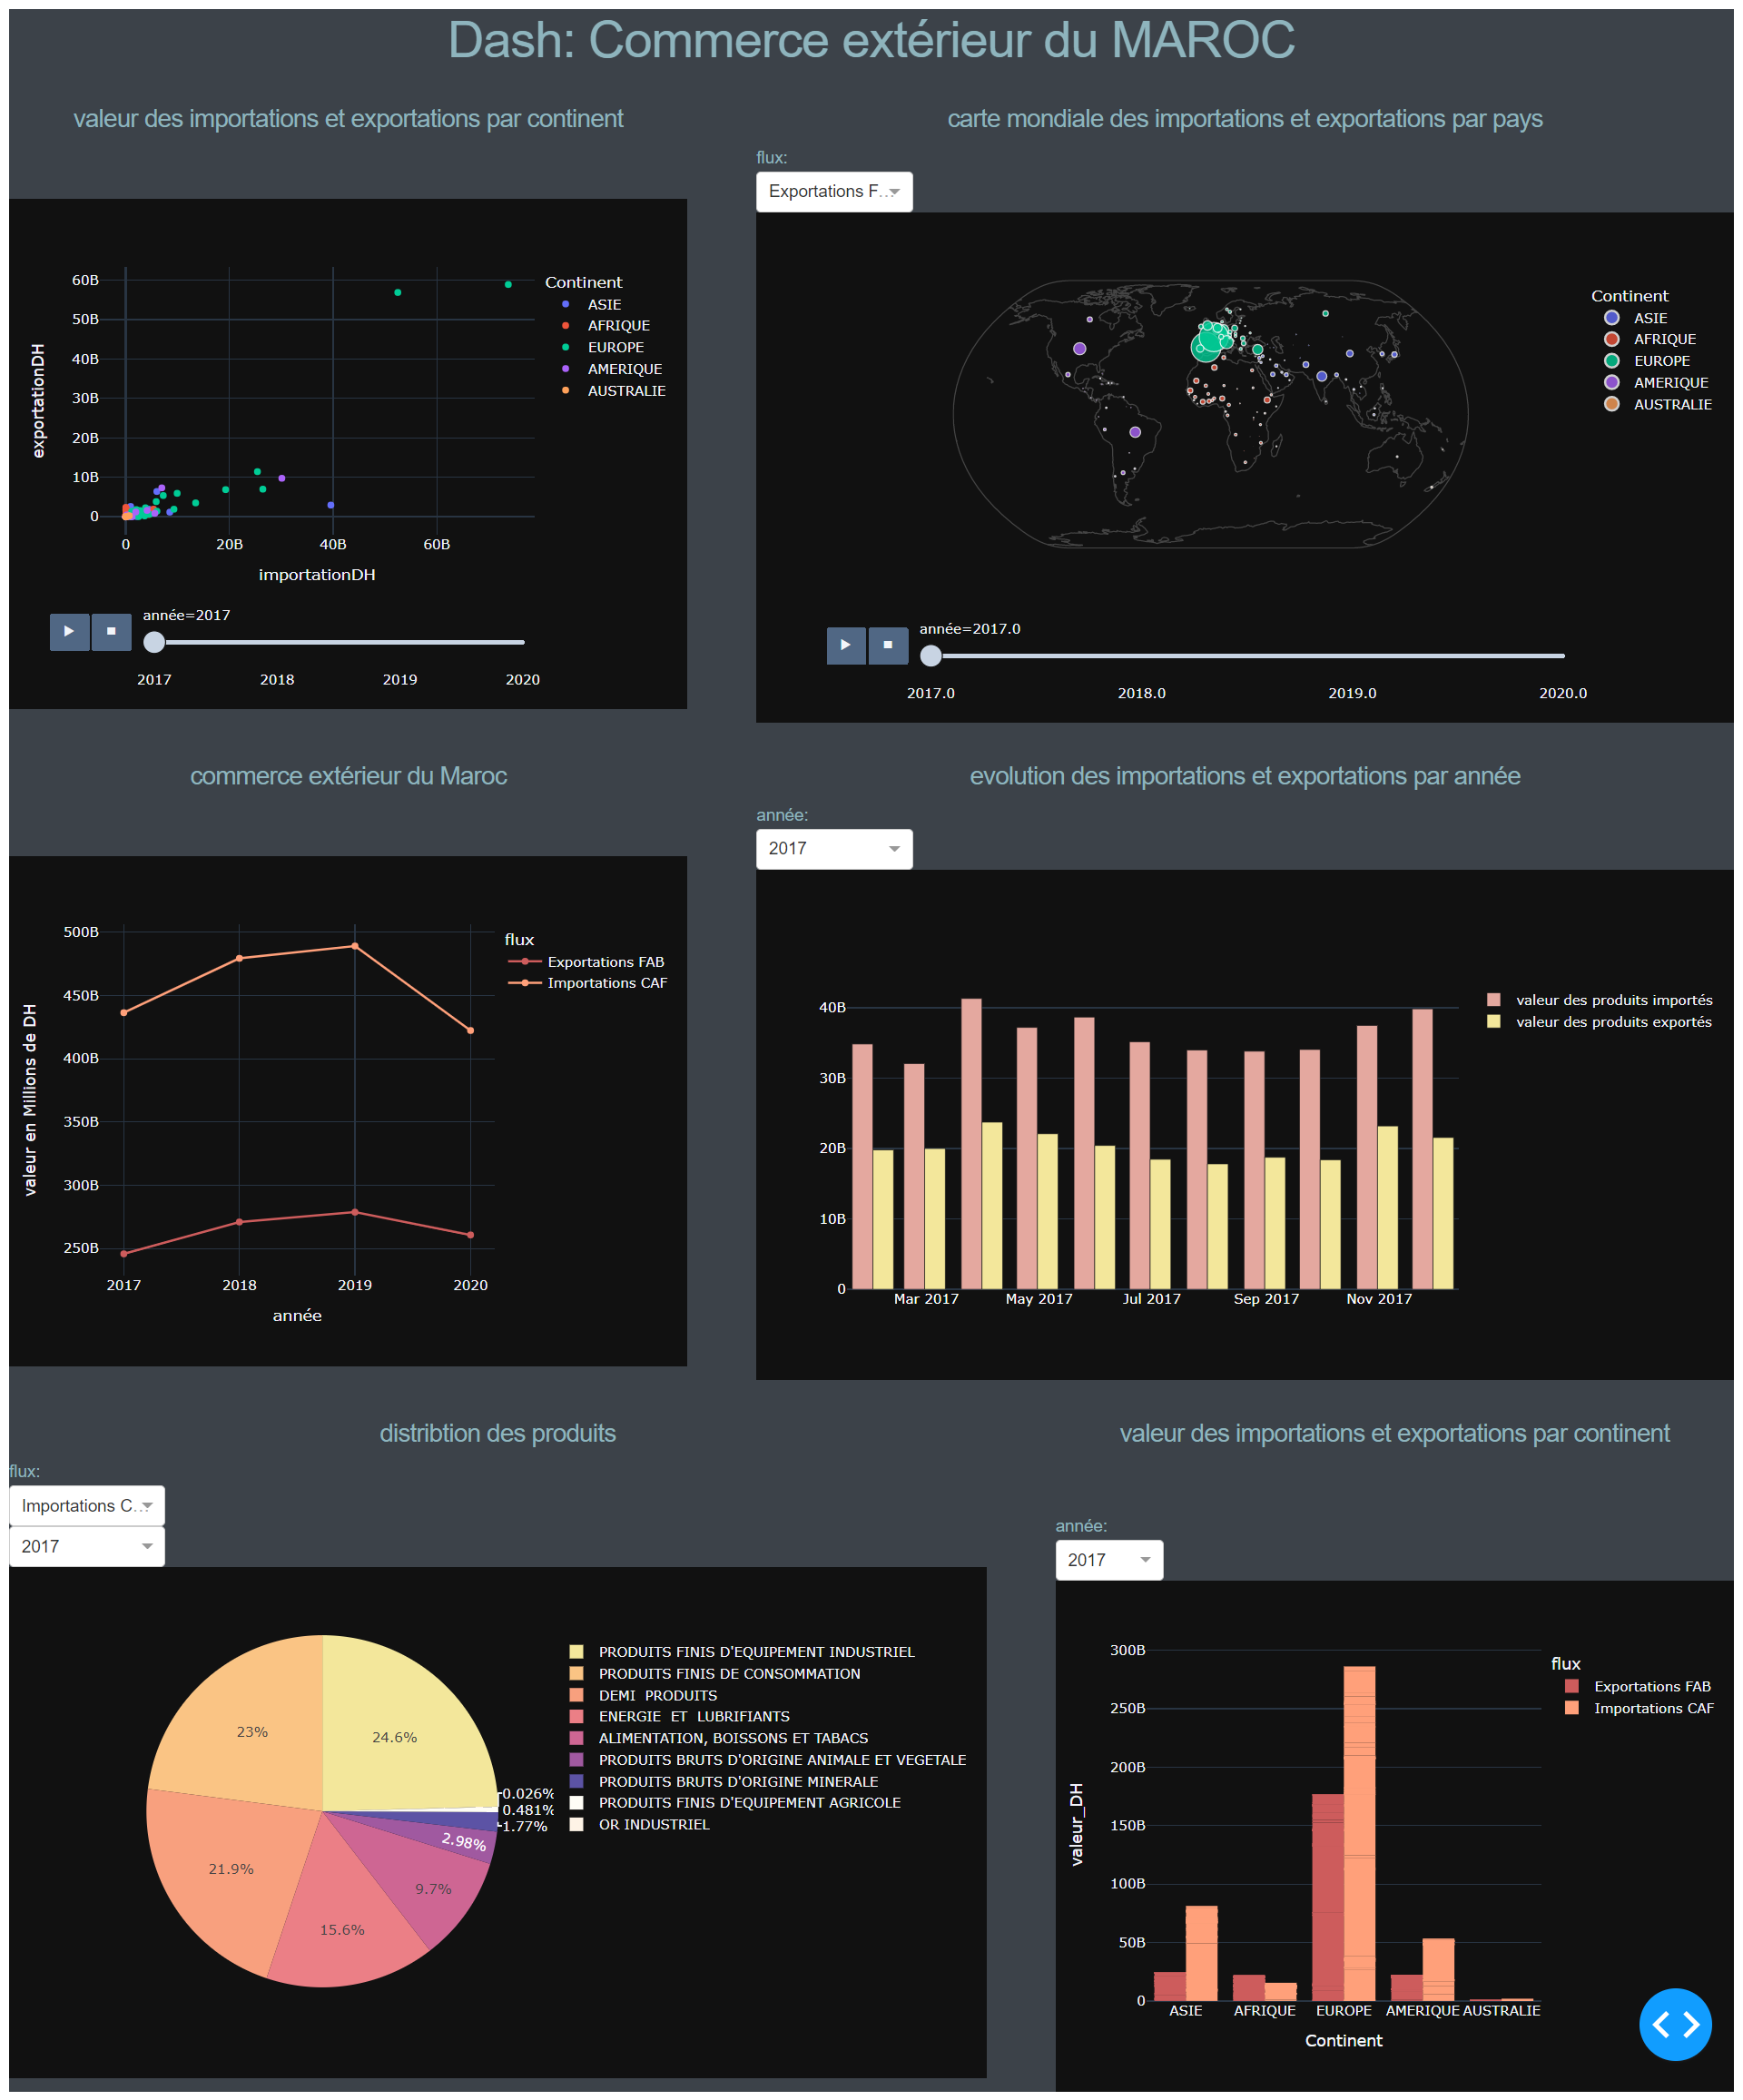 Dash: Commerce extérieur du MAROC
valeur des importations et exportations par continent
60B
50B
40B
30B
20B
10B
0
exportationDH
0 20B 40B 60B
importationDH
Continent
ASIE
AFRIQUE
EUROPE
AMERIQUE
AUSTRALIE
année=2017
2017 2018 2019 2020
carte mondiale des importations et exportations par pays
flux:
Exportations F...
Continent
ASIE
AFRIQUE
EUROPE
AMERIQUE
AUSTRALIE
année=2017.0
2017.0 2018.0 2019.0 2020.0
commerce extérieur du Maroc
500B
450B
400B
350B
300B
250B
valeur en Millions de DH
2017 2018 2019 2020
année
flux
Exportations FAB
Importations CAF
evolution des importations et exportations par année
année:
2017
40B
30B
20B
10B
0
Mar 2017 May 2017 Jul 2017 Sep 2017 Nov 2017
valeur des produits importés
valeur des produits exportés
distribtion des produits
flux:
Importations C...
2017
24.6%
23%
21.9%
15.6%
9.7%
2.98%
1.77%
0.481%
0.026%
PRODUITS FINIS D'EQUIPEMENT INDUSTRIEL
PRODUITS FINIS DE CONSOMMATION
DEMI PRODUITS
ENERGIE ET LUBRIFIANTS
ALIMENTATION, BOISSONS ET TABACS
PRODUITS BRUTS D'ORIGINE ANIMALE ET VEGETALE
PRODUITS BRUTS D'ORIGINE MINERALE
PRODUITS FINIS D'EQUIPEMENT AGRICOLE
OR INDUSTRIEL
valeur des importations et exportations par continent
année:
2017
300B
250B
200B
150B
100B
50B
0
valeur_DH
ASIE AFRIQUE EUROPE AMERIQUE AUSTRALIE
Continent
flux
Exportations FAB
Importations CAF